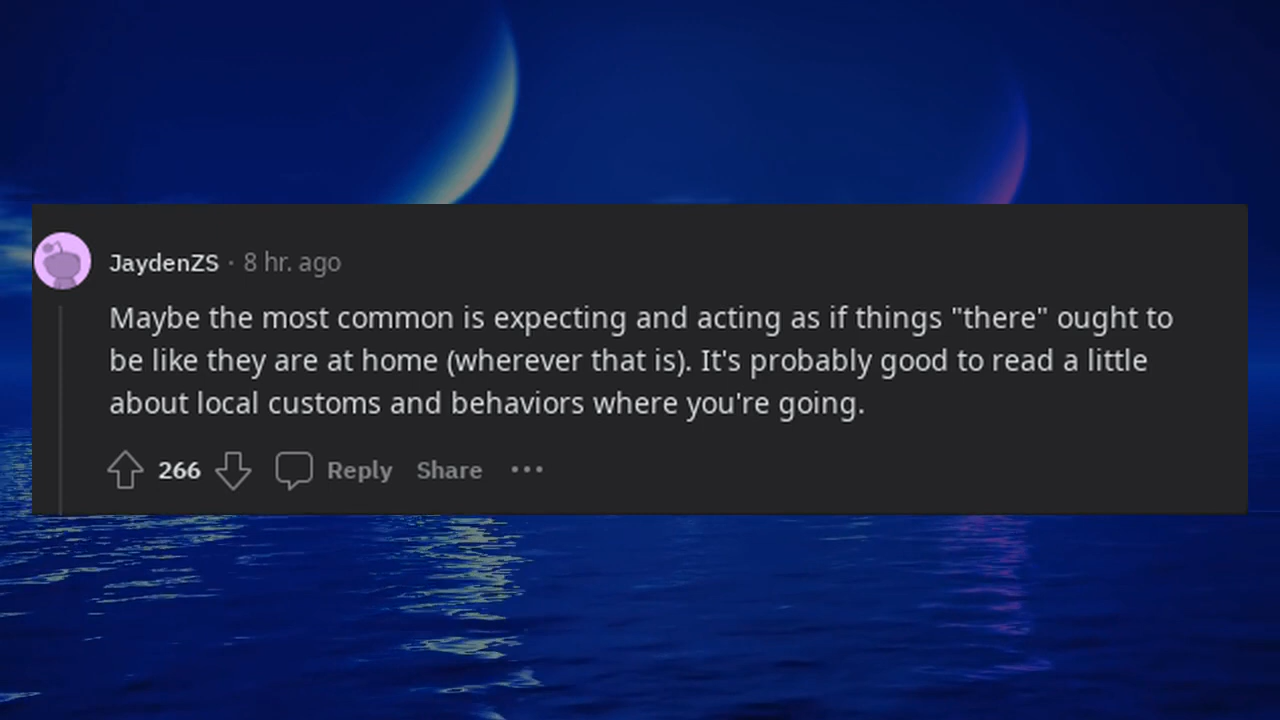 JaydenZS · 8 hr. ago
Maybe the most common is expecting and acting as if things "there" ought to
be like they are at home (wherever that is). It's probably good to read a little
about local customs and behaviors where you're going.
266 Reply Share •••